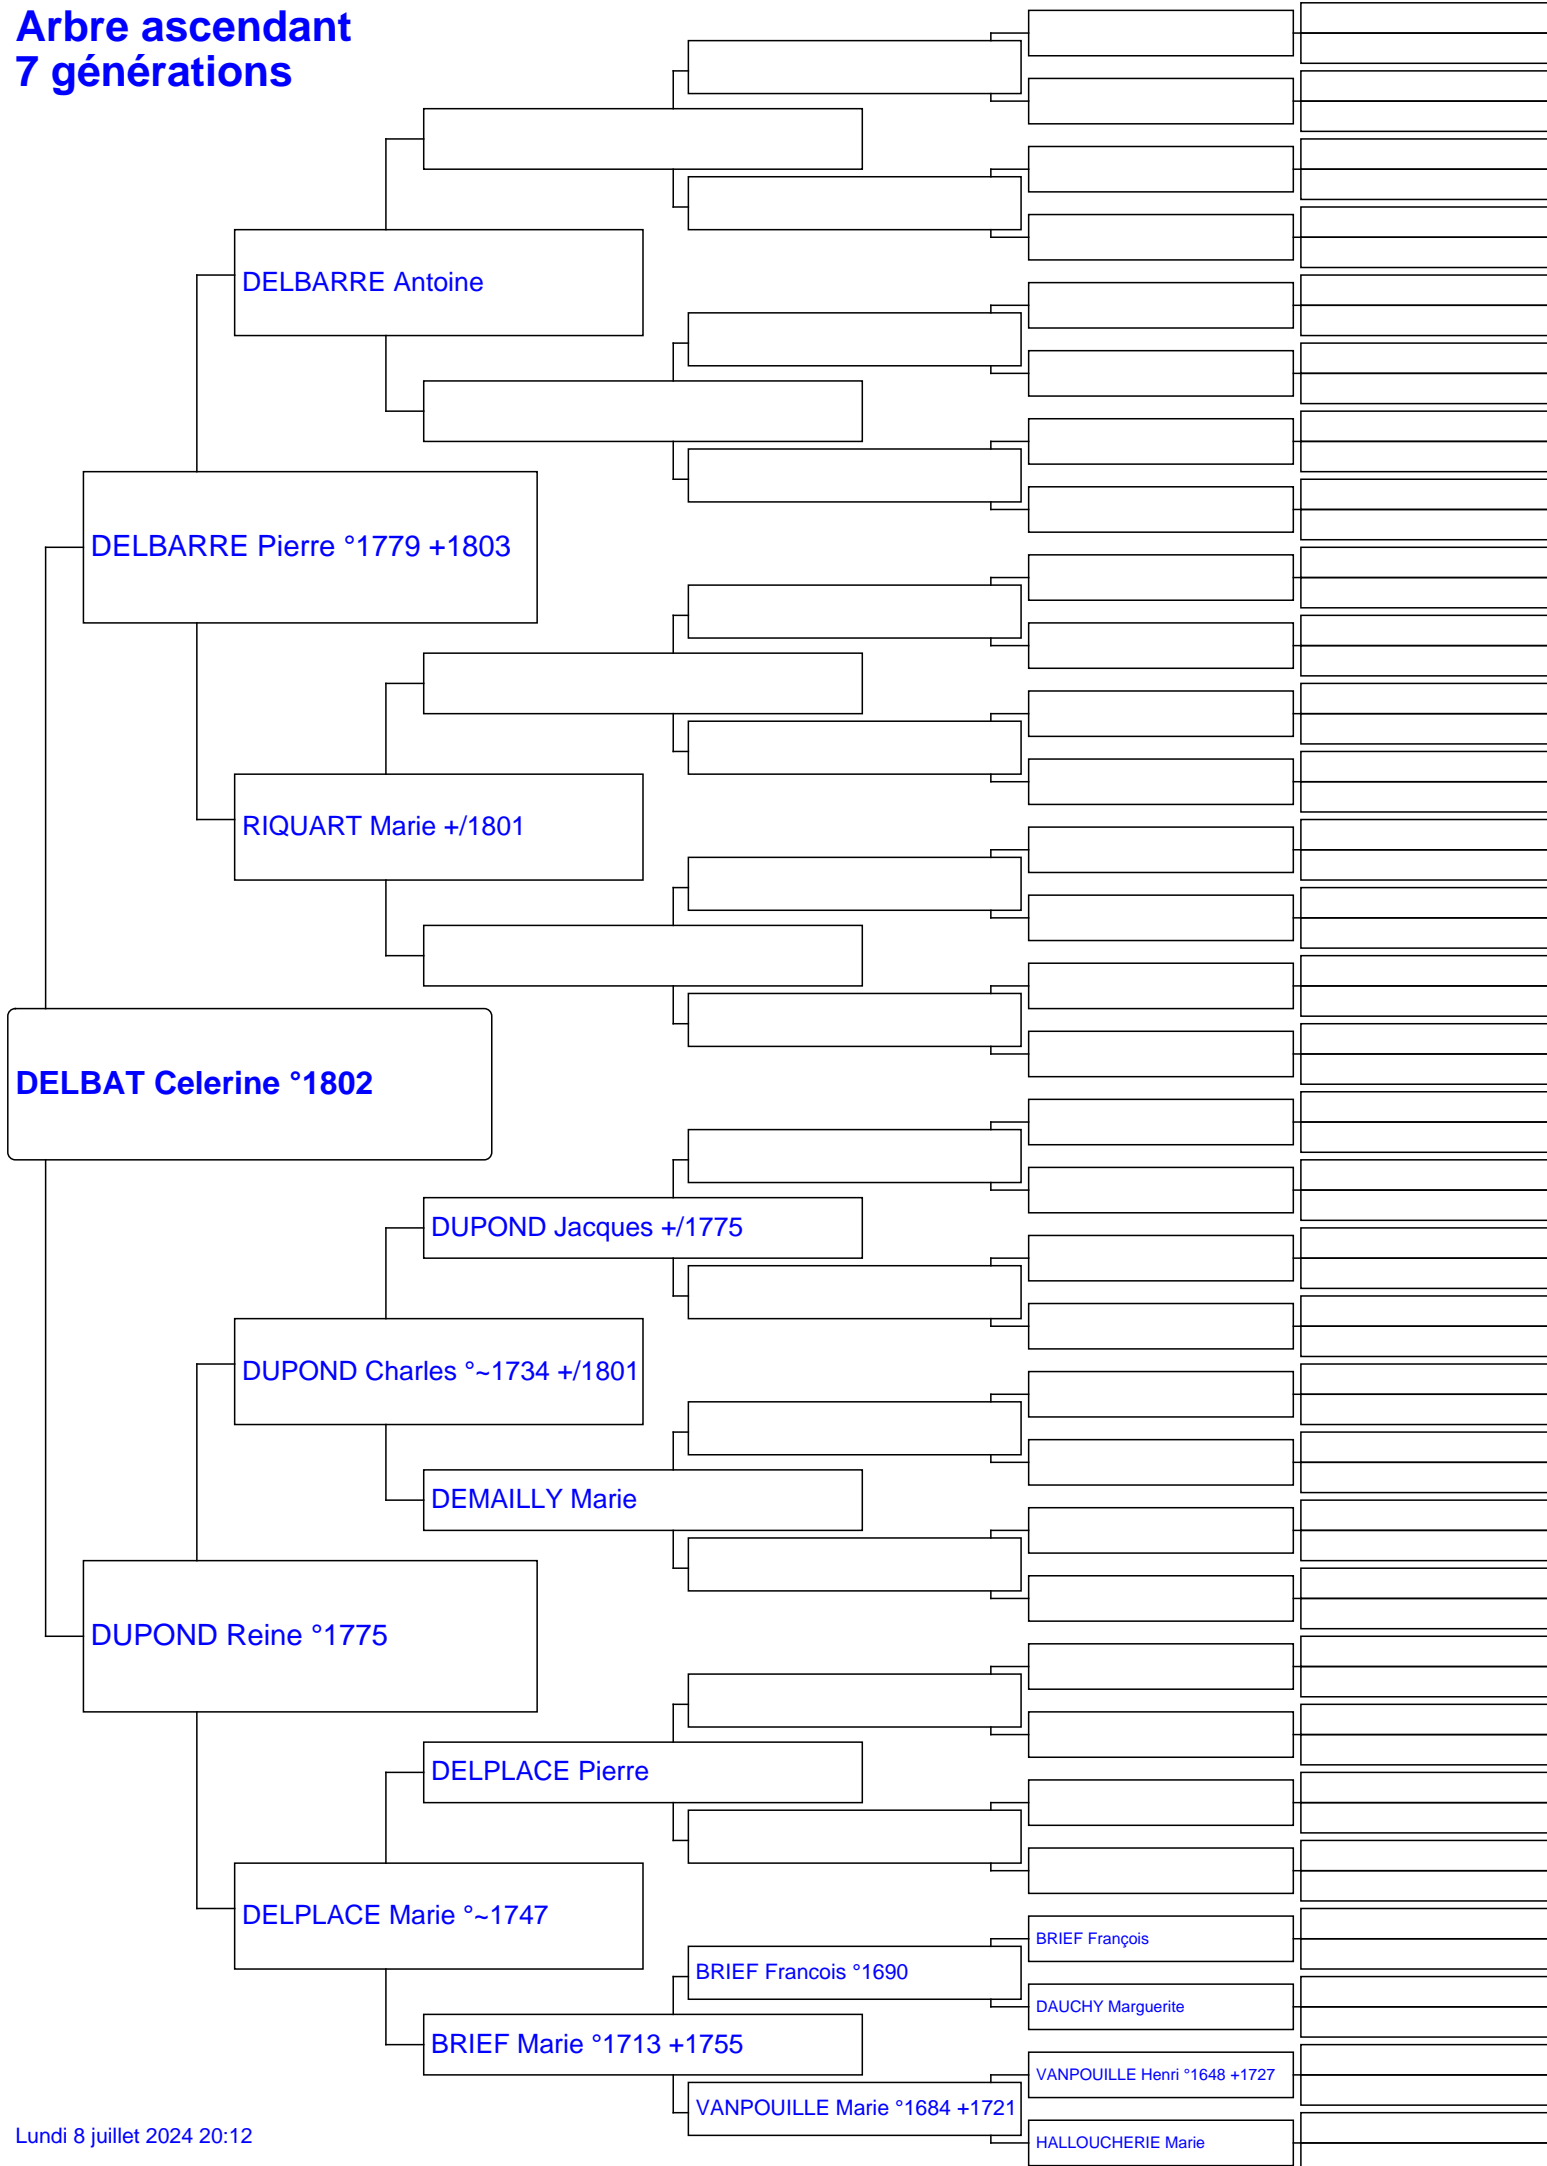 Arbre ascendant
7 générations
DELBARRE Antoine
DELBARRE Pierre °1779 +1803
RIQUART Marie +/1801
DELBAT Celerine °1802
DUPOND Jacques +/1775
DUPOND Charles °~1734 +/1801
DEMAILLY Marie
DUPOND Reine °1775
DELPLACE Pierre
DELPLACE Marie °~1747
BRIEF François
BRIEF Francois °1690
DAUCHY Marguerite
BRIEF Marie °1713 +1755
VANPOUILLE Henri °1648 +1727
VANPOUILLE Marie °1684 +1721
HALLOUCHERIE Marie
Lundi 8 juillet 2024 20:12